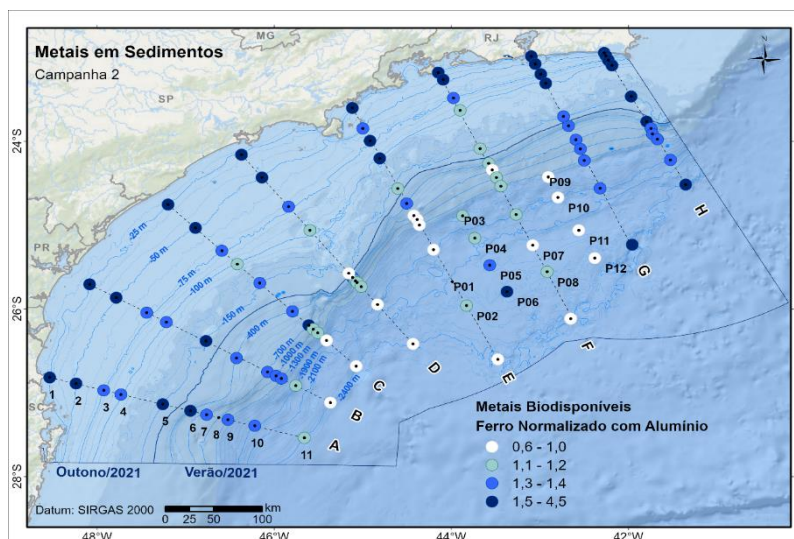 MG
RJ
Metais em Sedimentos
Campanha 2
SP
24°S
24°S
P09
-25 m
P10
H
-50 m
P03
P11
PR
-75 m
P04
P07
P12
G
-100 m
P05
P08
26°S
P01
P06
26°S
-150 m
P02
-400 m
F
-700 m
D
E
-1000 m
-1300 m
C
-1900 m
-2100 m
-2400 m
B
Metais Biodisponíveis
Ferro Normalizado com Alumínio
SC
1 2 3 4 5 6 7 8 9 10 11
A
0,6 - 1,0
1,1 - 1,2
1,3 - 1,4
1,5 - 4,5
28°S
Outono/2021 Verão/2021
28°S
Datum: SIRGAS 2000
km
0 25 50 100
48°W 46°W 44°W 42°W